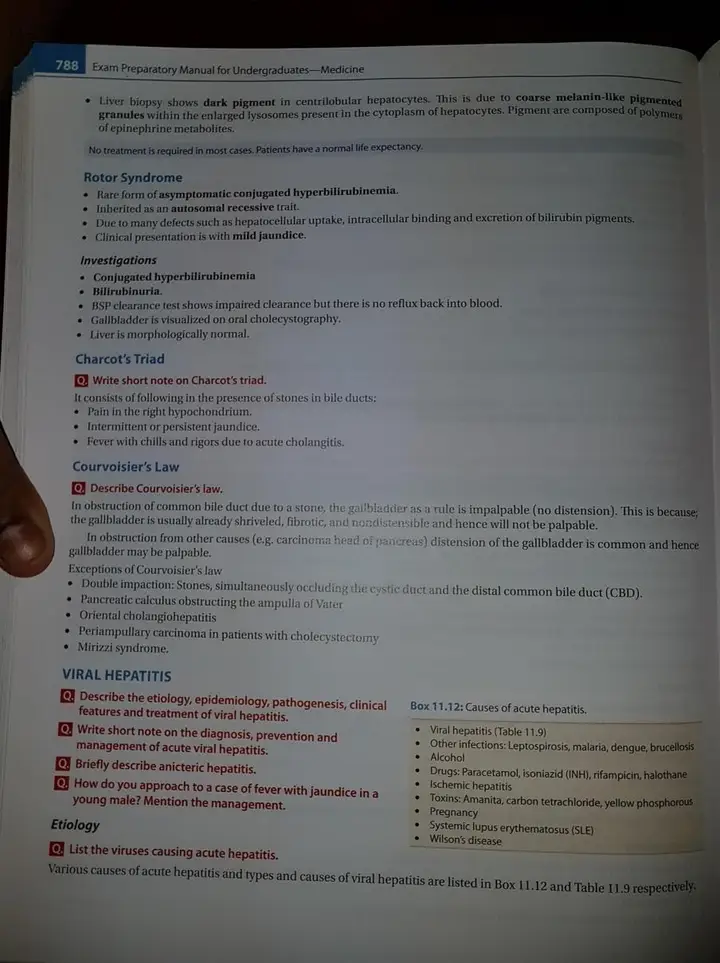 788 Exam Preparatory Manual for Undergraduates—Medicine
• Liver biopsy shows dark pigment in centrilobular hepatocytes. This is due to coarse melanin-like pigmented
granules within the enlarged lysosomes present in the cytoplasm of hepatocytes. Pigment are composed of polymers
of epinephrine metabolites.
No treatment is required in most cases. Patients have a normal life expectancy.
Rotor Syndrome
• Rare form of asymptomatic conjugated hyperbilirubinemia.
• Inherited as an autosomal recessive trait.
• Due to many defects such as hepatocellular uptake, intracellular binding and excretion of bilirubin pigments.
• Clinical presentation is with mild jaundice.
Investigations
• Conjugated hyperbilirubinemia
• Bilirubinuria.
• BSP clearance test shows impaired clearance but there is no reflux back into blood.
• Gallbladder is visualized on oral cholecystography.
• Liver is morphologically normal.
Charcot's Triad
Q. Write short note on Charcot's triad.
It consists of following in the presence of stones in bile ducts:
• Pain in the right hypochondrium.
• Intermittent or persistent jaundice.
• Fever with chills and rigors due to acute cholangitis.
Courvoisier's Law
Q. Describe Courvoisier's law.
In obstruction of common bile duct due to a stone, the gallbladder as a rule is impalpable (no distension). This is because;
the gallbladder is usually already shriveled, fibrotic, and nondistensible and hence will not be palpable.
In obstruction from other causes (e.g. carcinoma head of pancreas) distension of the gallbladder is common and hence
gallbladder may be palpable.
Exceptions of Courvoisier's law
• Double impaction: Stones, simultaneously occluding the cystic duct and the distal common bile duct (CBD).
• Pancreatic calculus obstructing the ampulla of Vater
• Oriental cholangiohepatitis
• Periampullary carcinoma in patients with cholecystectomy
• Mirizzi syndrome.
VIRAL HEPATITIS
Q. Describe the etiology, epidemiology, pathogenesis, clinical
features and treatment of viral hepatitis.
Q. Write short note on the diagnosis, prevention and
management of acute viral hepatitis.
Q. Briefly describe anicteric hepatitis.
Q. How do you approach to a case of fever with jaundice in a
young male? Mention the management.
Etiology
Q. List the viruses causing acute hepatitis.
Box 11.12: Causes of acute hepatitis.
• Viral hepatitis (Table 11.9)
• Other infections: Leptospirosis, malaria, dengue, brucellosis
• Alcohol
• Drugs: Paracetamol, isoniazid (INH), rifampicin, halothane
• Ischemic hepatitis
• Toxins: Amanita, carbon tetrachloride, yellow phosphorous
• Pregnancy
• Systemic lupus erythematosus (SLE)
• Wilson's disease
Various causes of acute hepatitis and types and causes of viral hepatitis are listed in Box 11.12 and Table 11.9 respectively.